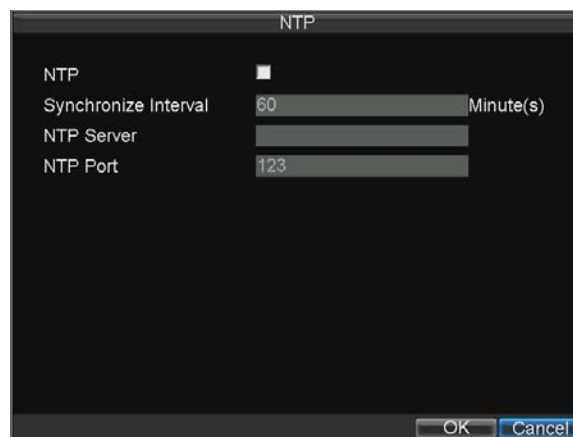 NTP
NTP
Synchronize Interval 60 Minute(s)
NTP Server
NTP Port 123
OK Cancel